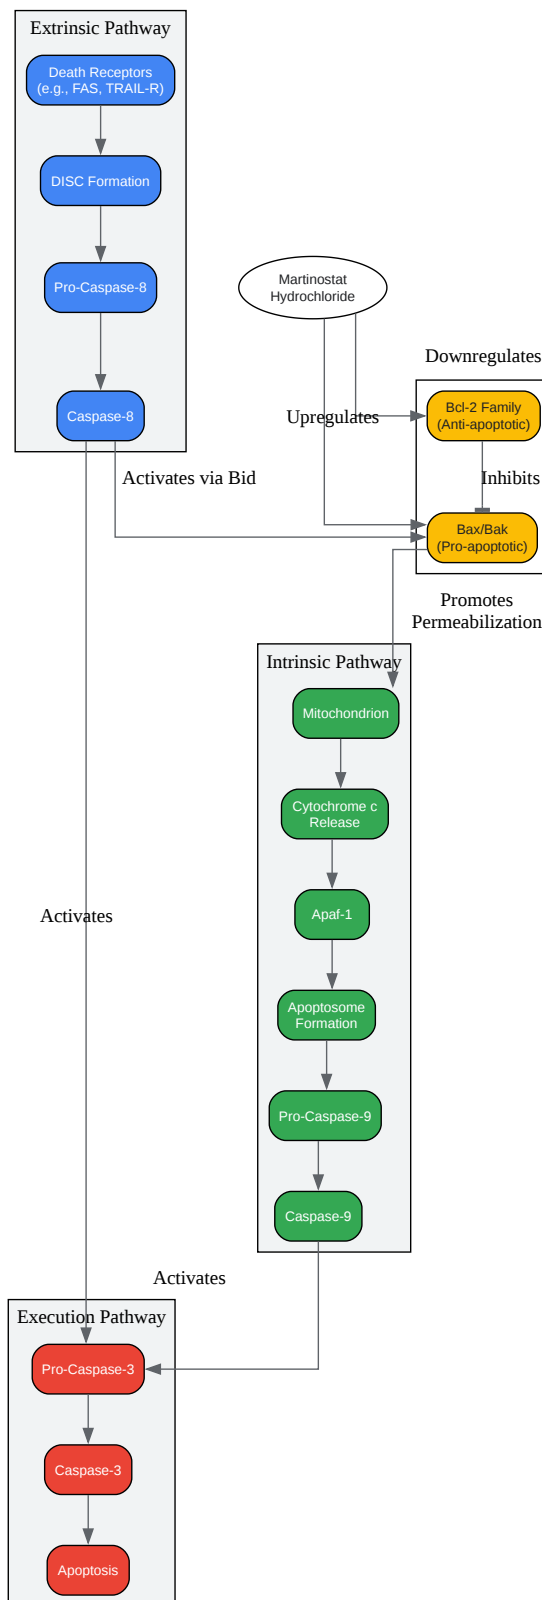 Extrinsic Pathway
Death Receptors
(e.g., FAS, TRAIL-R)
DISC Formation
Pro-Caspase-8
Martinostat
Hydrochloride
Downregulates
Caspase-8
Bcl-2 Family
(Anti-apoptotic)
Upregulates
Activates via Bid
Inhibits
Bax/Bak
(Pro-apoptotic)
Promotes
Permeabilization
Intrinsic Pathway
Mitochondrion
Cytochrome c
Release
Apaf-1
Activates
Apoptosome
Formation
Pro-Caspase-9
Caspase-9
Activates
Execution Pathway
Pro-Caspase-3
Caspase-3
Apoptosis